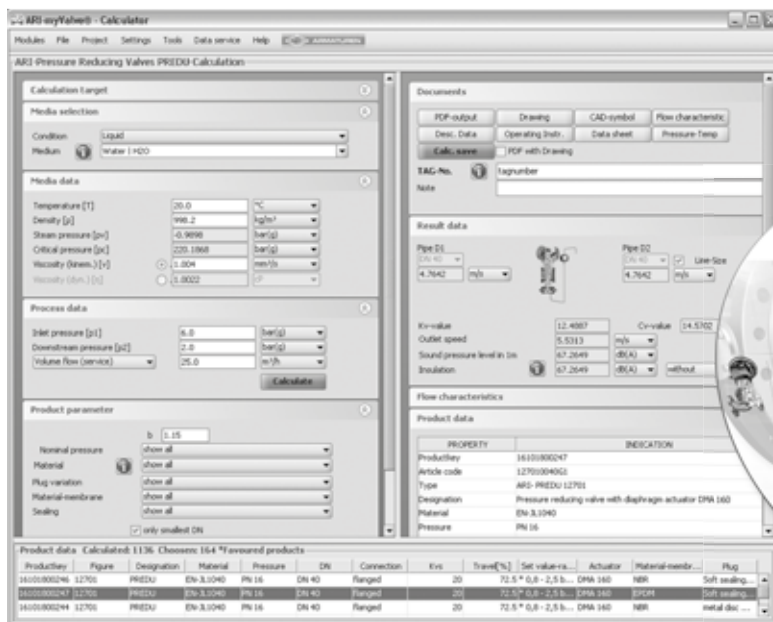 ARI-myValve® - Calculator
Modules File Project Settings Tools Data service Help
ARI-Pressure Reducing Valves PREDU Calculation
Calculation target
Media selection
Condition Liquid
Medium Water | H2O
Media data
Temperature [T] 20.0 °C
Density [ρ] 998.2 kg/m³
Steam pressure [pv] -0.9898 bar(g)
Critical pressure [pc] 220.1868 bar(g)
Viscosity (kinem.) [ν] 1.004 mm²/s
Viscosity (dyn.) [η] 1.0022 cP
Process data
Inlet pressure [p1] 6.0 bar(g)
Downstream pressure [p2] 2.0 bar(g)
Volume flow (service) 25.0 m³/h
Calculate
Product parameter
b 1.15
Nominal pressure show all
Material show all
Plug variation show all
Material-membrane show all
Sealing show all
only smallest DN
Documents
PDF-output Drawing CAD-symbol Flow characteristic
Desc. Data Operating Instr. Data sheet Pressure-Temp
Calc. save PDF with Drawing
TAG-No. tagnumber
Note
Result data
Pipe D1 Pipe D2
DN 40 DN 40 Line-Size
4.7642 m/s 4.7642 m/s
Kv-value 12.4887 Cv-value 14.5702
Outlet speed 5.5313 m/s
Sound pressure level in 1m 67.2649 dB(A)
Insulation 67.2649 dB(A) without
Flow characteristics
Product data
PROPERTY INDICATION
Productkey 16101800247
Article code
Type ARI- PREDU 12701
Designation Pressure reducing valve with diaphragm actuator DMA 160
Material EN-JL1040
Pressure PN 16
Product data Calculated: 1136 Choosen: 164 *Favoured products
Productkey Figure Designation Material Pressure DN Connection Kvs Travel[%] Set value-ra... Actuator Material-membr... Plug
16101800246 12701 PREDU EN-JL1040 PN 16 DN 40 flanged 20 72.5 * 0,8 - 2,5 b... DMA 160 NBR Soft sealing...
16101800247 12701 PREDU EN-JL1040 PN 16 DN 40 flanged 20 72.5 * 0,8 - 2,5 b... DMA 160 EPDM Soft sealing...
16101800244 12701 PREDU EN-JL1040 PN 16 DN 40 flanged 20 72.5 * 0,8 - 2,5 b... DMA 160 NBR metal disc ...